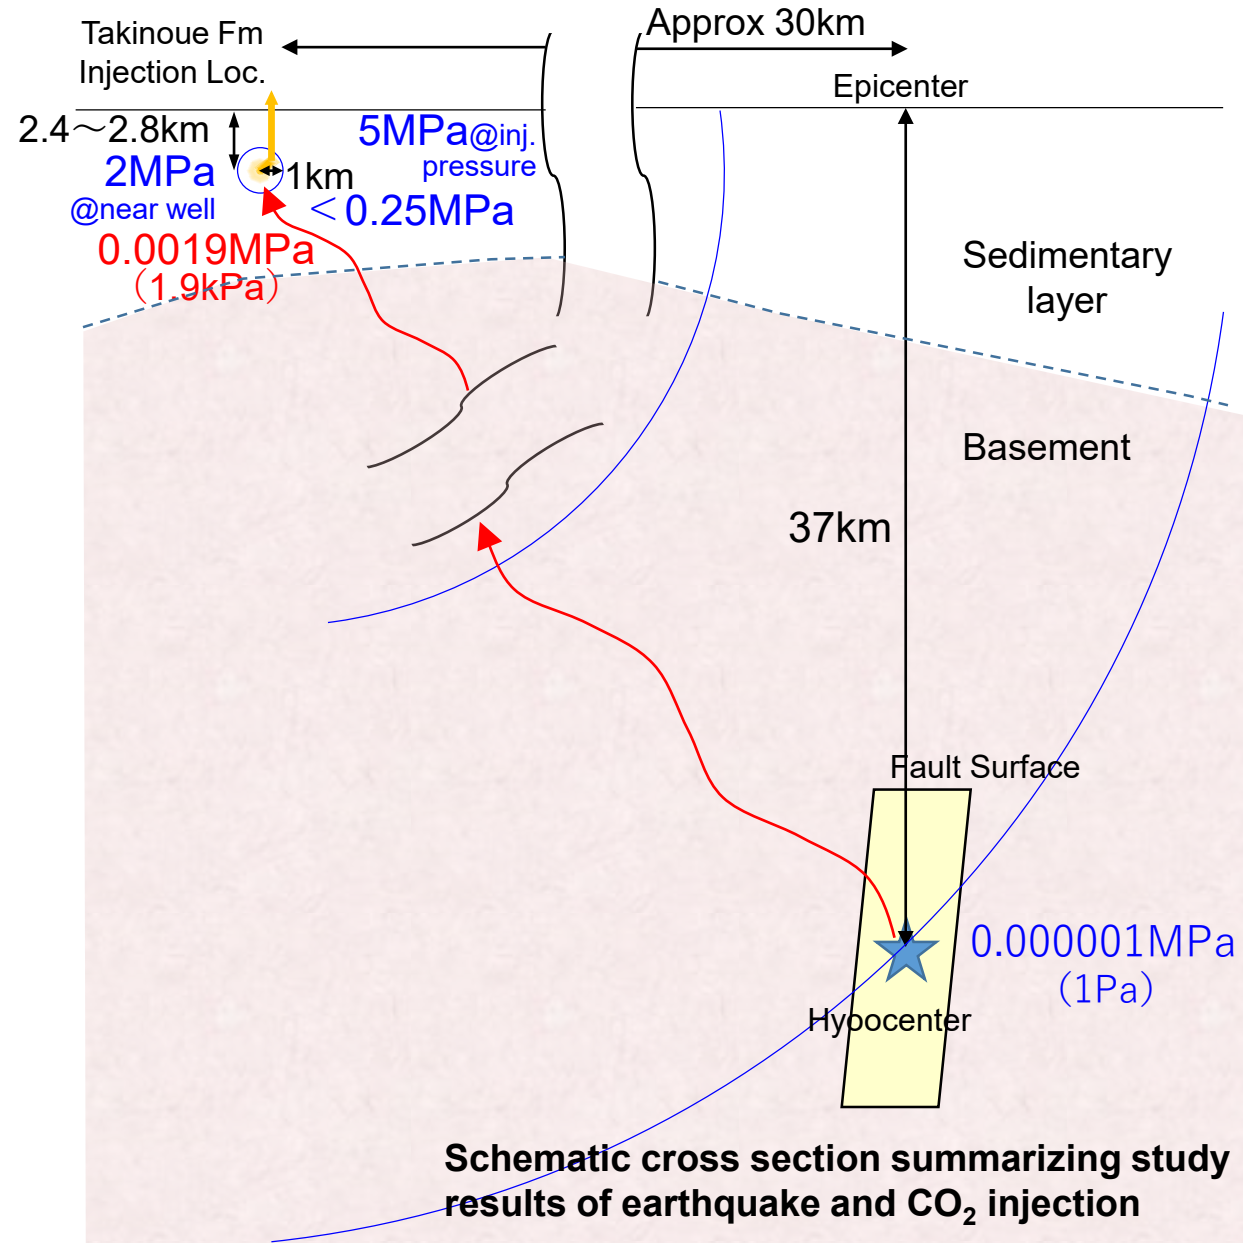 Takinoue Fm
Injection Loc.
Approx 30km
Epicenter
2.4～2.8km
5MPa@inj.
pressure
2MPa
@near well
1km
＜0.25MPa
0.0019MPa
（1.9kPa）
Sedimentary
layer
Basement
37km
Fault Surface
0.000001MPa
（1Pa）
Hyoocenter
Schematic cross section summarizing study
results of earthquake and CO₂ injection